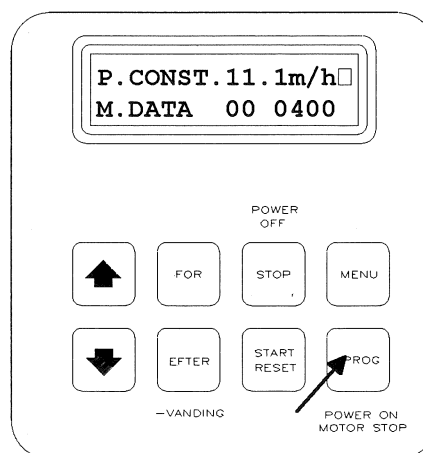 P.CONST.11.1m/h
M.DATA 00 0400
POWER
OFF
FOR
STOP
MENU
EFTER
START
RESET
PROG
-VANDING
POWER ON
MOTOR STOP